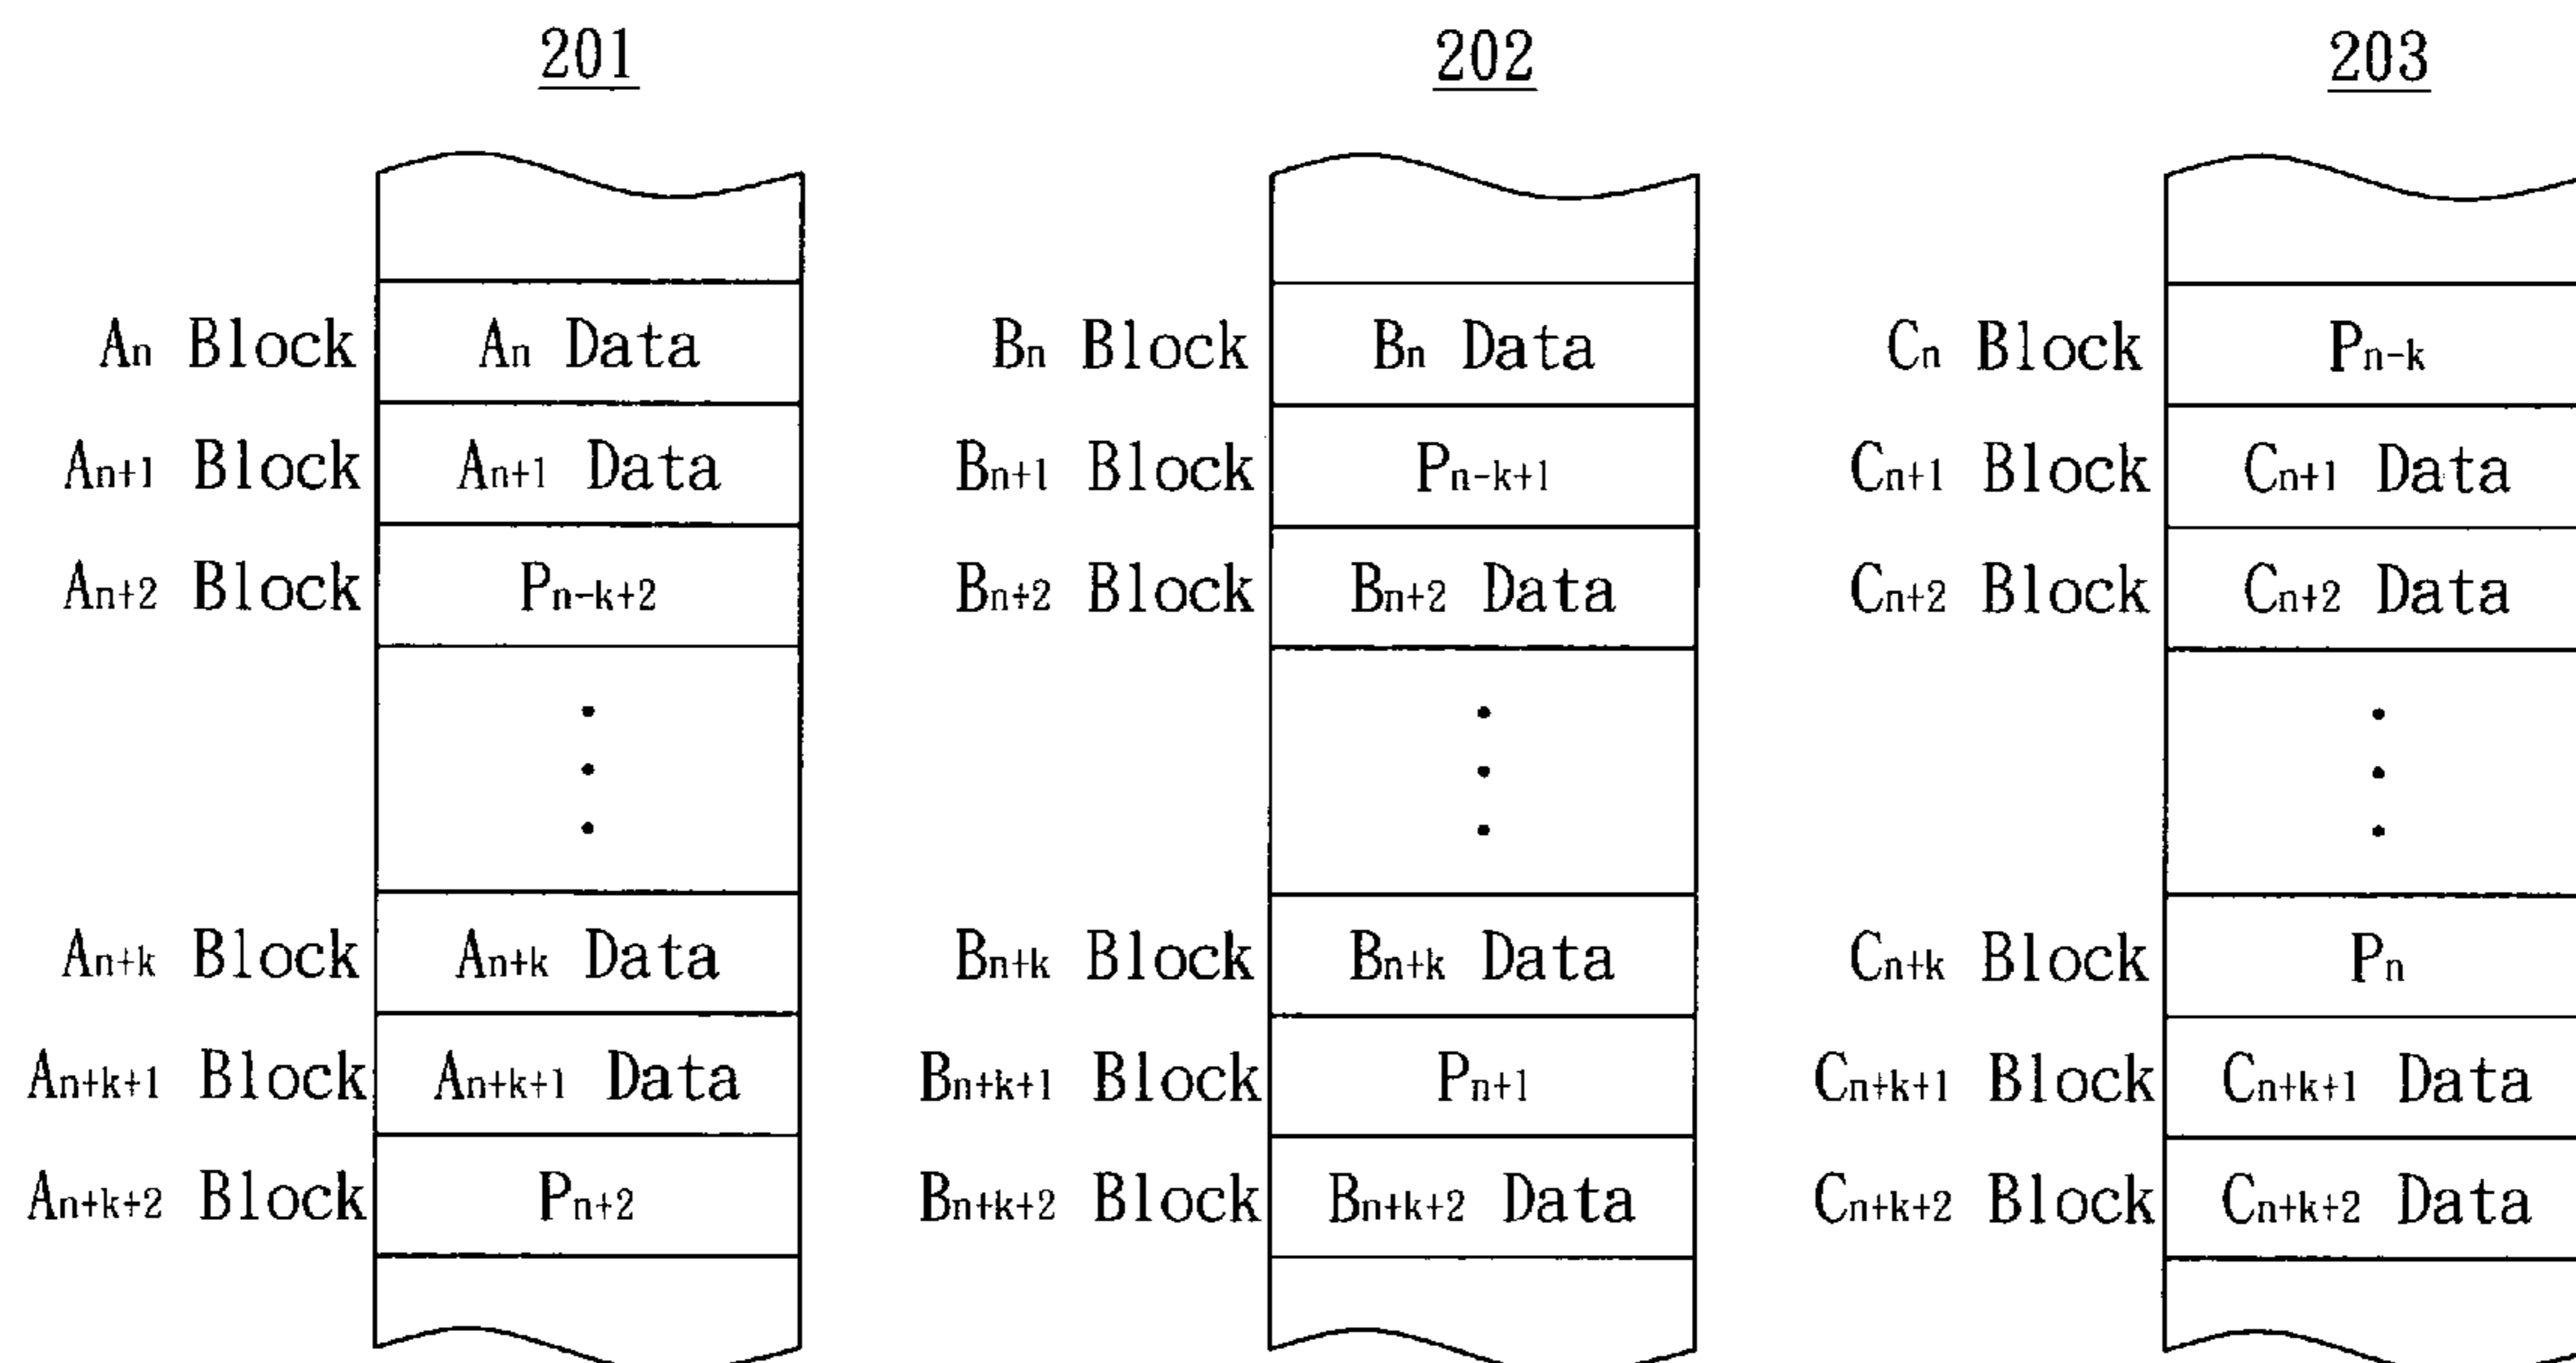 201 202 203
Aₙ Block Aₙ Data Bₙ Block Bₙ Data Cₙ Block Pₙ₋ₖ
Aₙ₊₁ Block Aₙ₊₁ Data Bₙ₊₁ Block Pₙ₋ₖ₊₁ Cₙ₊₁ Block Cₙ₊₁ Data
Aₙ₊₂ Block Pₙ₋ₖ₊₂ Bₙ₊₂ Block Bₙ₊₂ Data Cₙ₊₂ Block Cₙ₊₂ Data
Aₙ₊ₖ Block Aₙ₊ₖ Data Bₙ₊ₖ Block Bₙ₊ₖ Data Cₙ₊ₖ Block Pₙ
Aₙ₊ₖ₊₁ Block Aₙ₊ₖ₊₁ Data Bₙ₊ₖ₊₁ Block Pₙ₊₁ Cₙ₊ₖ₊₁ Block Cₙ₊ₖ₊₁ Data
Aₙ₊ₖ₊₂ Block Pₙ₊₂ Bₙ₊ₖ₊₂ Block Bₙ₊ₖ₊₂ Data Cₙ₊ₖ₊₂ Block Cₙ₊ₖ₊₂ Data